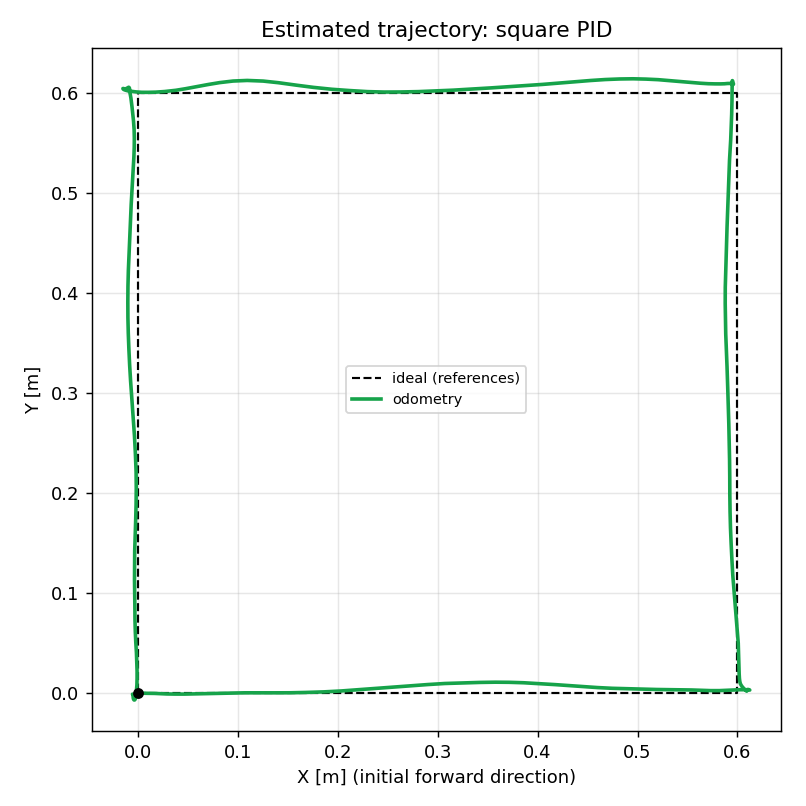 Estimated trajectory: square PID
0.6
0.5
0.4
0.3
0.2
0.1
0.0
Y [m]
ideal (references)
odometry
0.0 0.1 0.2 0.3 0.4 0.5 0.6
X [m] (initial forward direction)